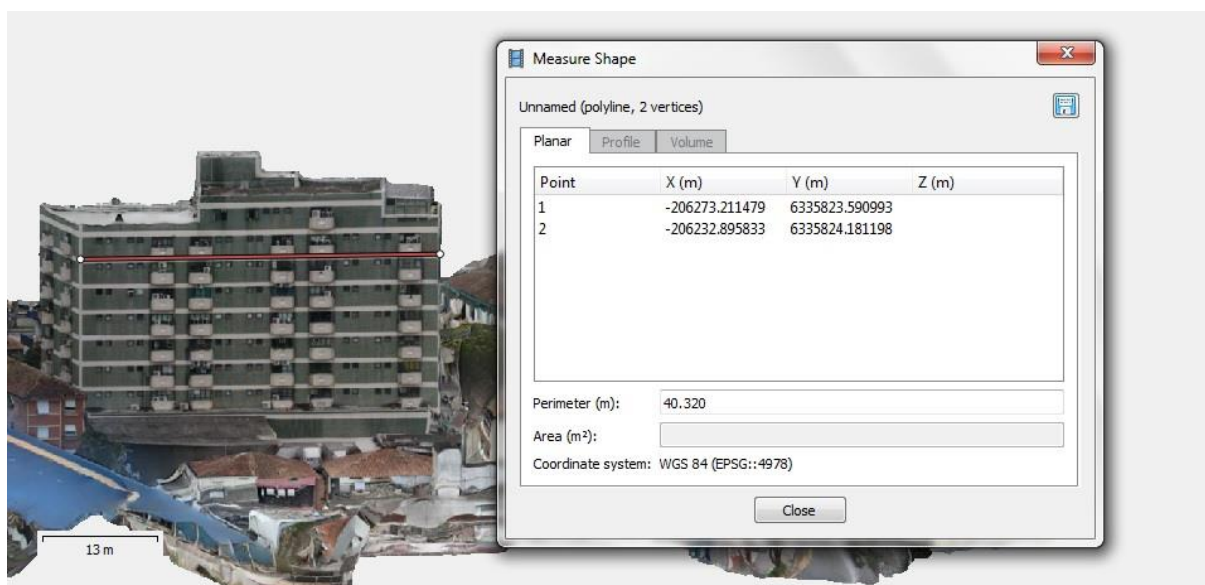 Measure Shape
Unnamed (polyline, 2 vertices)
Planar Profile Volume
Point X (m) Y (m) Z (m)
1 -206273.211479 6335823.590993
2 -206232.895833 6335824.181198
Perimeter (m): 40.320
Area (m²):
Coordinate system: WGS 84 (EPSG::4978)
Close
13 m